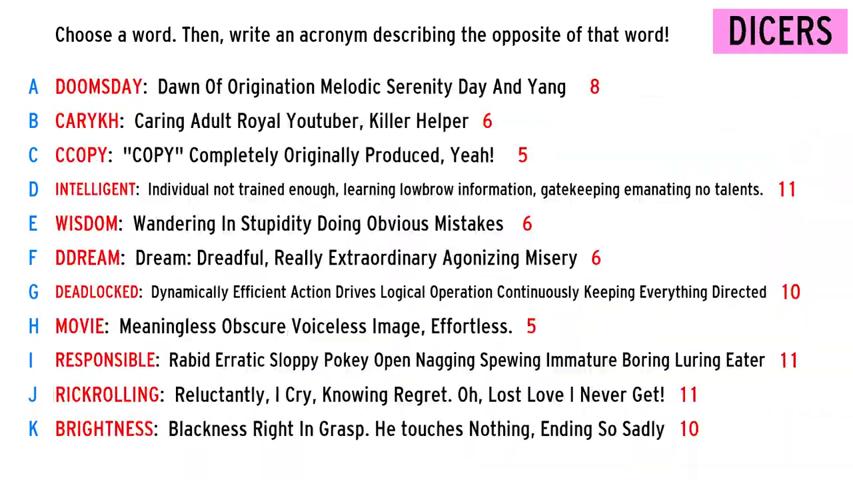 Choose a word. Then, write an acronym describing the opposite of that word!
DICERS
A DOOMSDAY: Dawn Of Origination Melodic Serenity Day And Yang 8
B CARYKH: Caring Adult Royal Youtuber, Killer Helper 6
C CCOPY: "COPY" Completely Originally Produced, Yeah! 5
D INTELLIGENT: Individual not trained enough, learning lowbrow information, gatekeeping emanating no talents. 11
E WISDOM: Wandering In Stupidity Doing Obvious Mistakes 6
F DDREAM: Dream: Dreadful, Really Extraordinary Agonizing Misery 6
G DEADLOCKED: Dynamically Efficient Action Drives Logical Operation Continuously Keeping Everything Directed 10
H MOVIE: Meaningless Obscure Voiceless Image, Effortless. 5
I RESPONSIBLE: Rabid Erratic Sloppy Pokey Open Nagging Spewing Immature Boring Luring Eater 11
J RICKROLLING: Reluctantly, I Cry, Knowing Regret. Oh, Lost Love I Never Get! 11
K BRIGHTNESS: Blackness Right In Grasp. He touches Nothing, Ending So Sadly 10